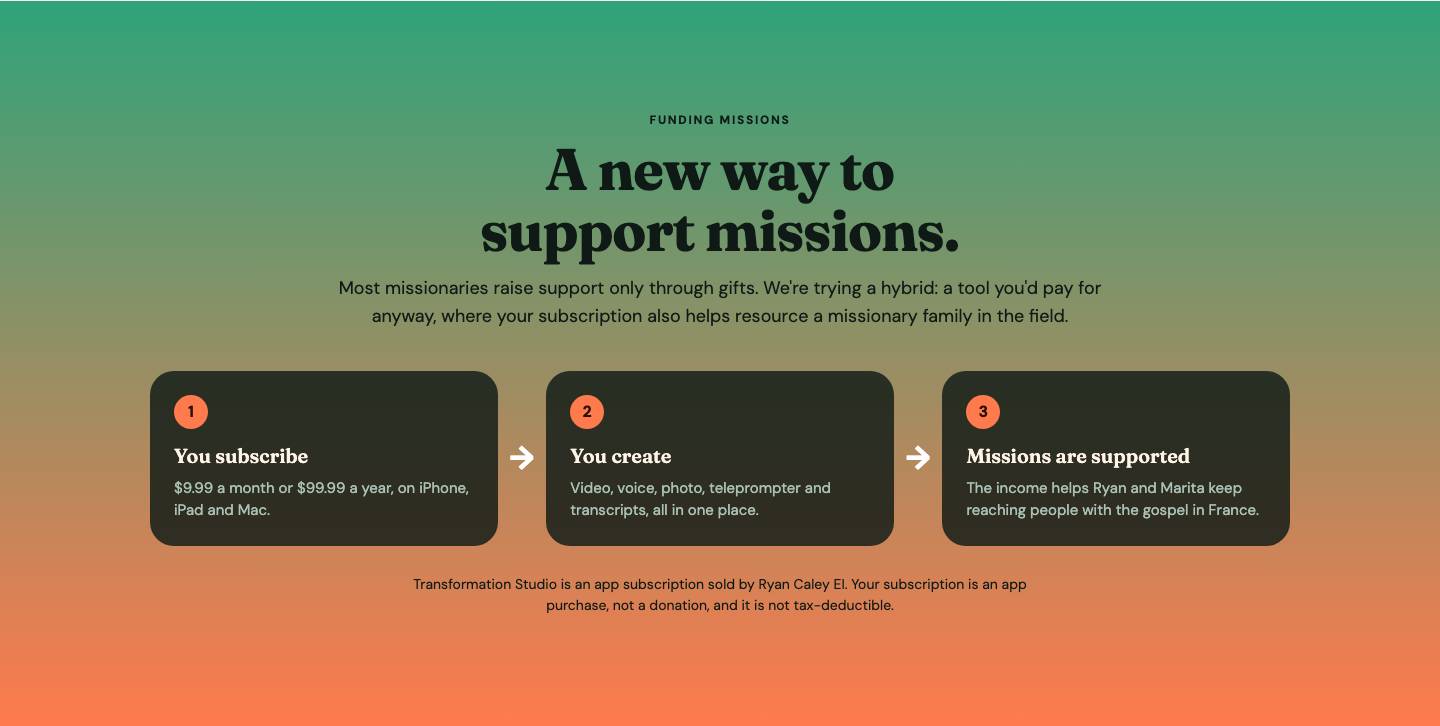 FUNDING MISSIONS
A new way to
support missions.
Most missionaries raise support only through gifts. We're trying a hybrid: a tool you'd pay for
anyway, where your subscription also helps resource a missionary family in the field.
1
You subscribe
$9.99 a month or $99.99 a year, on iPhone,
iPad and Mac.
2
You create
Video, voice, photo, teleprompter and
transcripts, all in one place.
3
Missions are supported
The income helps Ryan and Marita keep
reaching people with the gospel in France.
Transformation Studio is an app subscription sold by Ryan Caley EI. Your subscription is an app
purchase, not a donation, and it is not tax-deductible.